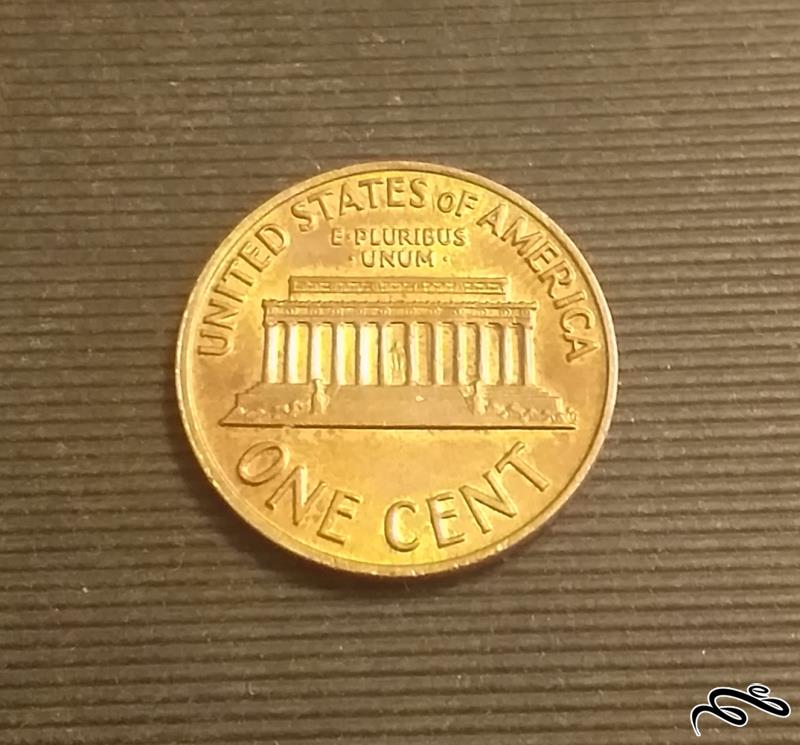 UNITED STATES OF AMERICA
E·PLURIBUS
·UNUM·
ONE CENT